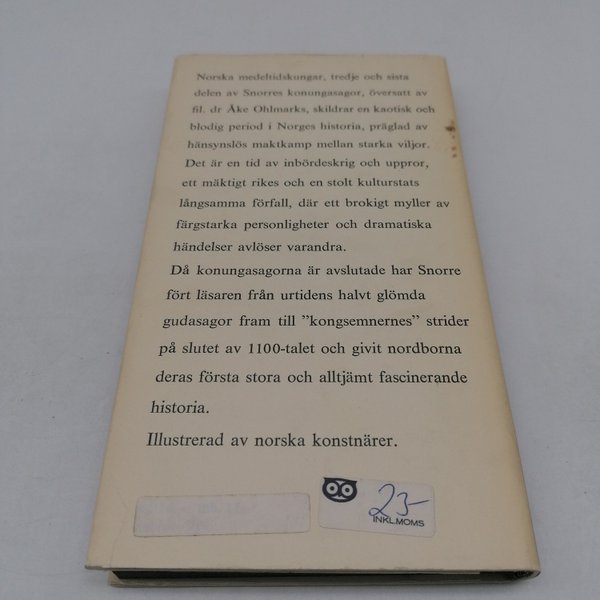 Norska medeltidskungar, tredje och sista
delen av Snorres konungasagor, översatt av
fil. dr Åke Ohlmarks, skildrar en kaotisk och
blodig period i Norges historia, präglad av
hänsynslös maktkamp mellan starka viljor.
Det är en tid av inbördeskrig och uppror,
ett mäktigt rikes och en stolt kulturstats
långsamma förfall, där ett brokigt myller av
färgstarka personligheter och dramatiska
händelser avlöser varandra.
Då konungasagorna är avslutade har Snorre
fört läsaren från urtidens halvt glömda
gudasagor fram till ”kongsemnernes” strider
på slutet av 1100-talet och givit nordborna
deras första stora och alltjämt fascinerande
historia.
Illustrerad av norska konstnärer.
23-
INKL.MOMS